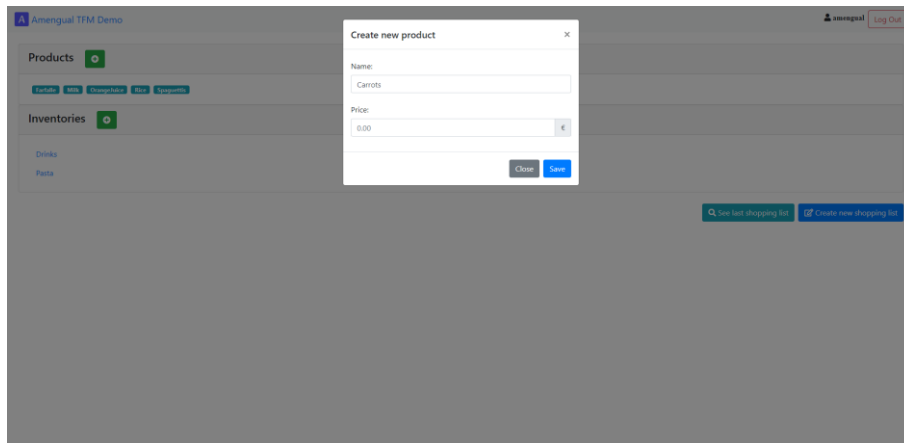 A Amengual TFM Demo
amengual Log Out
Create new product ×
Products
Name:
Carrots
Farfalle Milk Orange Juice Rice Spaguettis
Price:
Inventories
0.00 €
Drinks
Pasta
Close Save
See last shopping list Create new shopping list